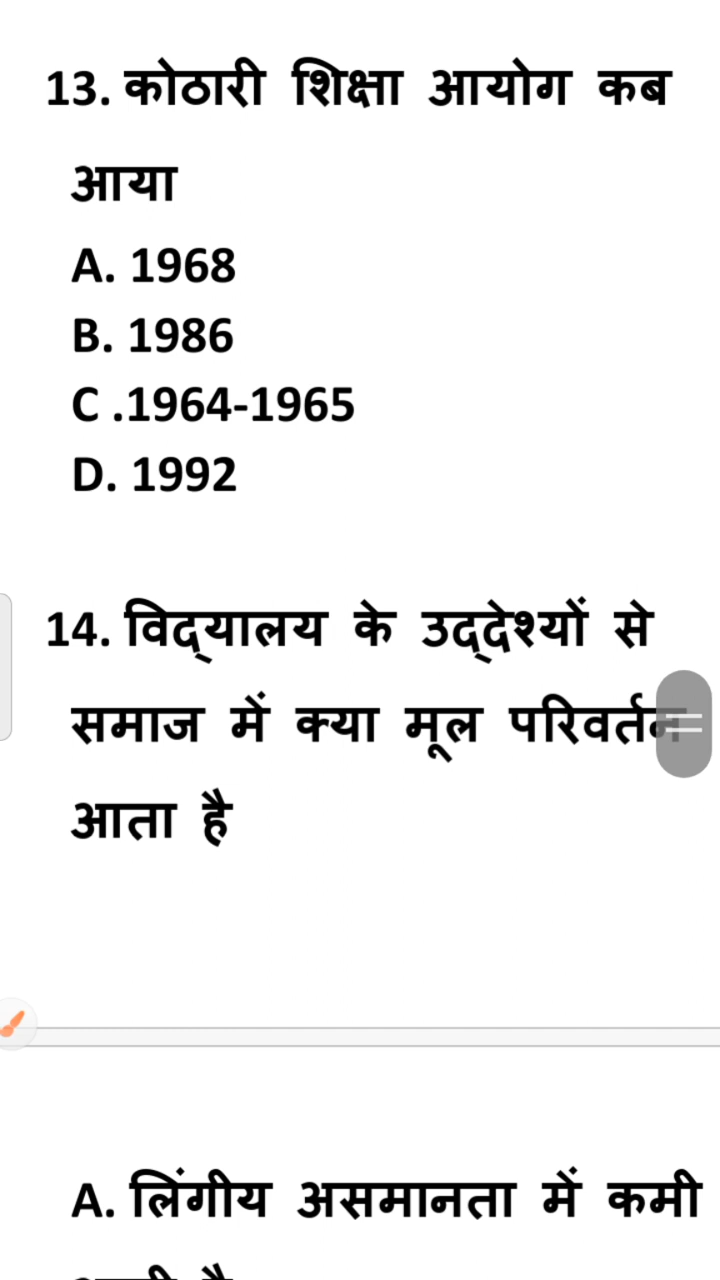 13. कोठारी शिक्षा आयोग कब
आया
A. 1968
B. 1986
C .1964-1965
D. 1992
14. विद्यालय के उद्देश्यों से
समाज में क्या मूल परिवर्तन
आता है
A. लिंगीय असमानता में कमी